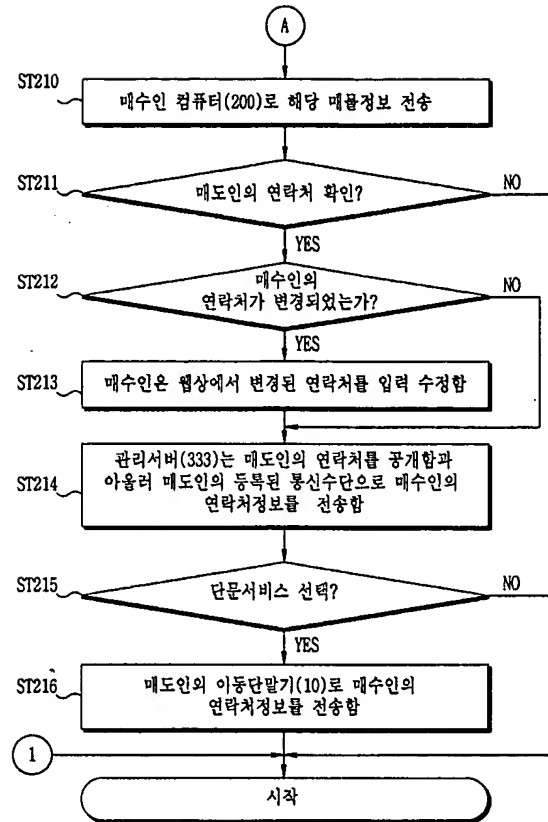 A
ST210
매수인 컴퓨터(200)로 해당 매물정보 전송
ST211
매도인의 연락처 확인?
NO
YES
ST212
매수인의
연락처가 변경되었는가?
NO
YES
ST213
매수인은 웹상에서 변경된 연락처를 입력 수정함
ST214
관리서버(333)는 매도인의 연락처를 공개함과
아울러 매도인의 등록된 통신수단으로 매수인의
연락처정보를 전송함
ST215
단문서비스 선택?
NO
YES
ST216
매도인의 이동단말기(10)로 매수인의
연락처정보를 전송함
1
시작